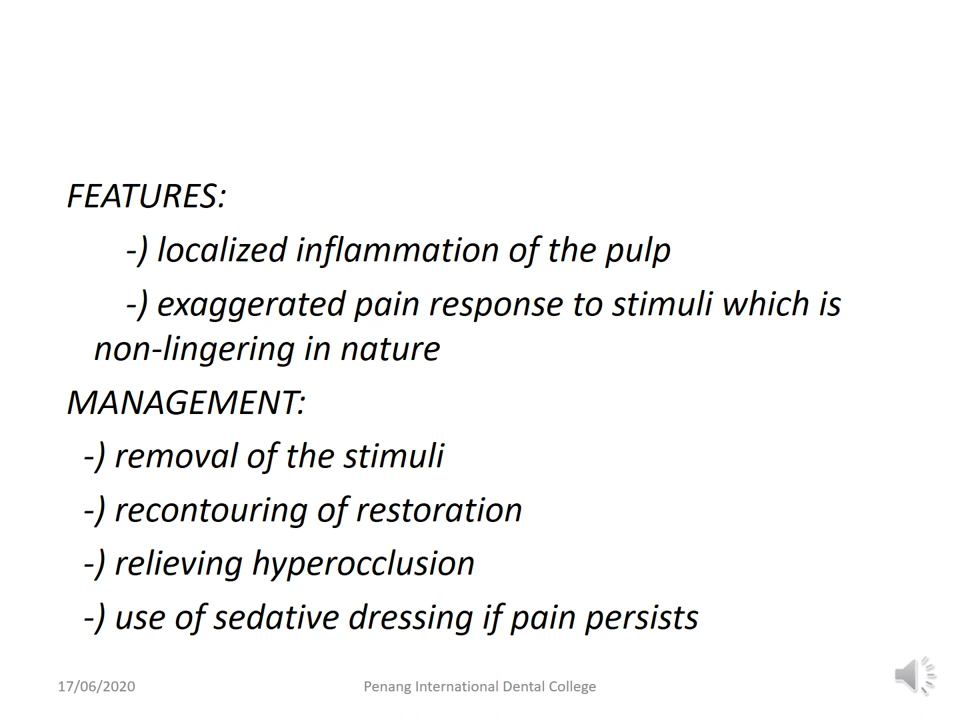 FEATURES:
-) localized inflammation of the pulp
-) exaggerated pain response to stimuli which is
non-lingering in nature
MANAGEMENT:
-) removal of the stimuli
-) recontouring of restoration
-) relieving hyperocclusion
-) use of sedative dressing if pain persists
17/06/2020 Penang International Dental College